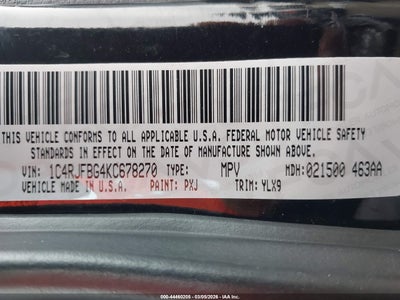 THIS VEHICLE CONFORMS TO ALL APPLICABLE U.S.A. FEDERAL MOTOR VEHICLE SAFETY
STANDARDS IN EFFECT ON THE DATE OF MANUFACTURE SHOWN ABOVE.
VIN: 1C4RJFBG4KC678270 TYPE: MPV MDH:021500 463AA
VEHICLE MADE IN U.S.A. PAINT: PXJ TRIM: YLX9
000-44460205 - 03/09/2026 - IAA Inc.